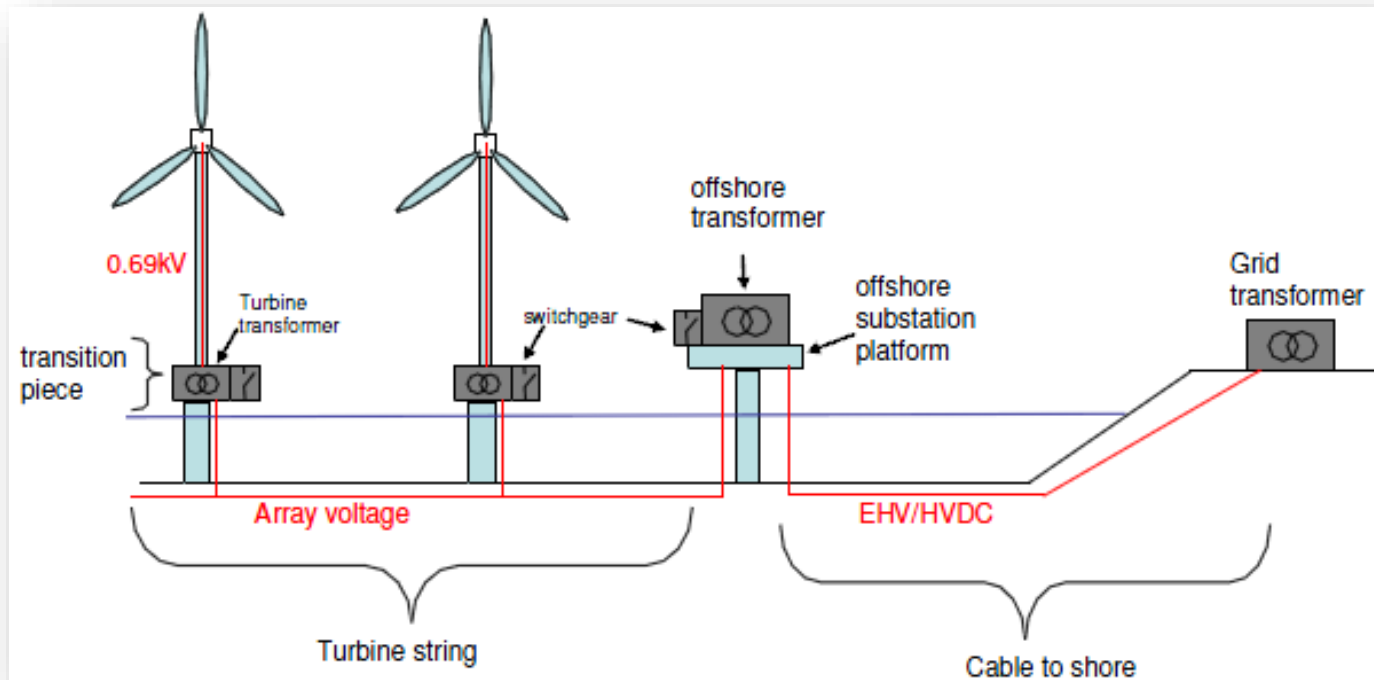 offshore
transformer
0.69kV
Grid
transformer
Turbine
transformer
switchgear
offshore
substation
platform
transition
piece
Array voltage
EHV/HVDC
Turbine string
Cable to shore